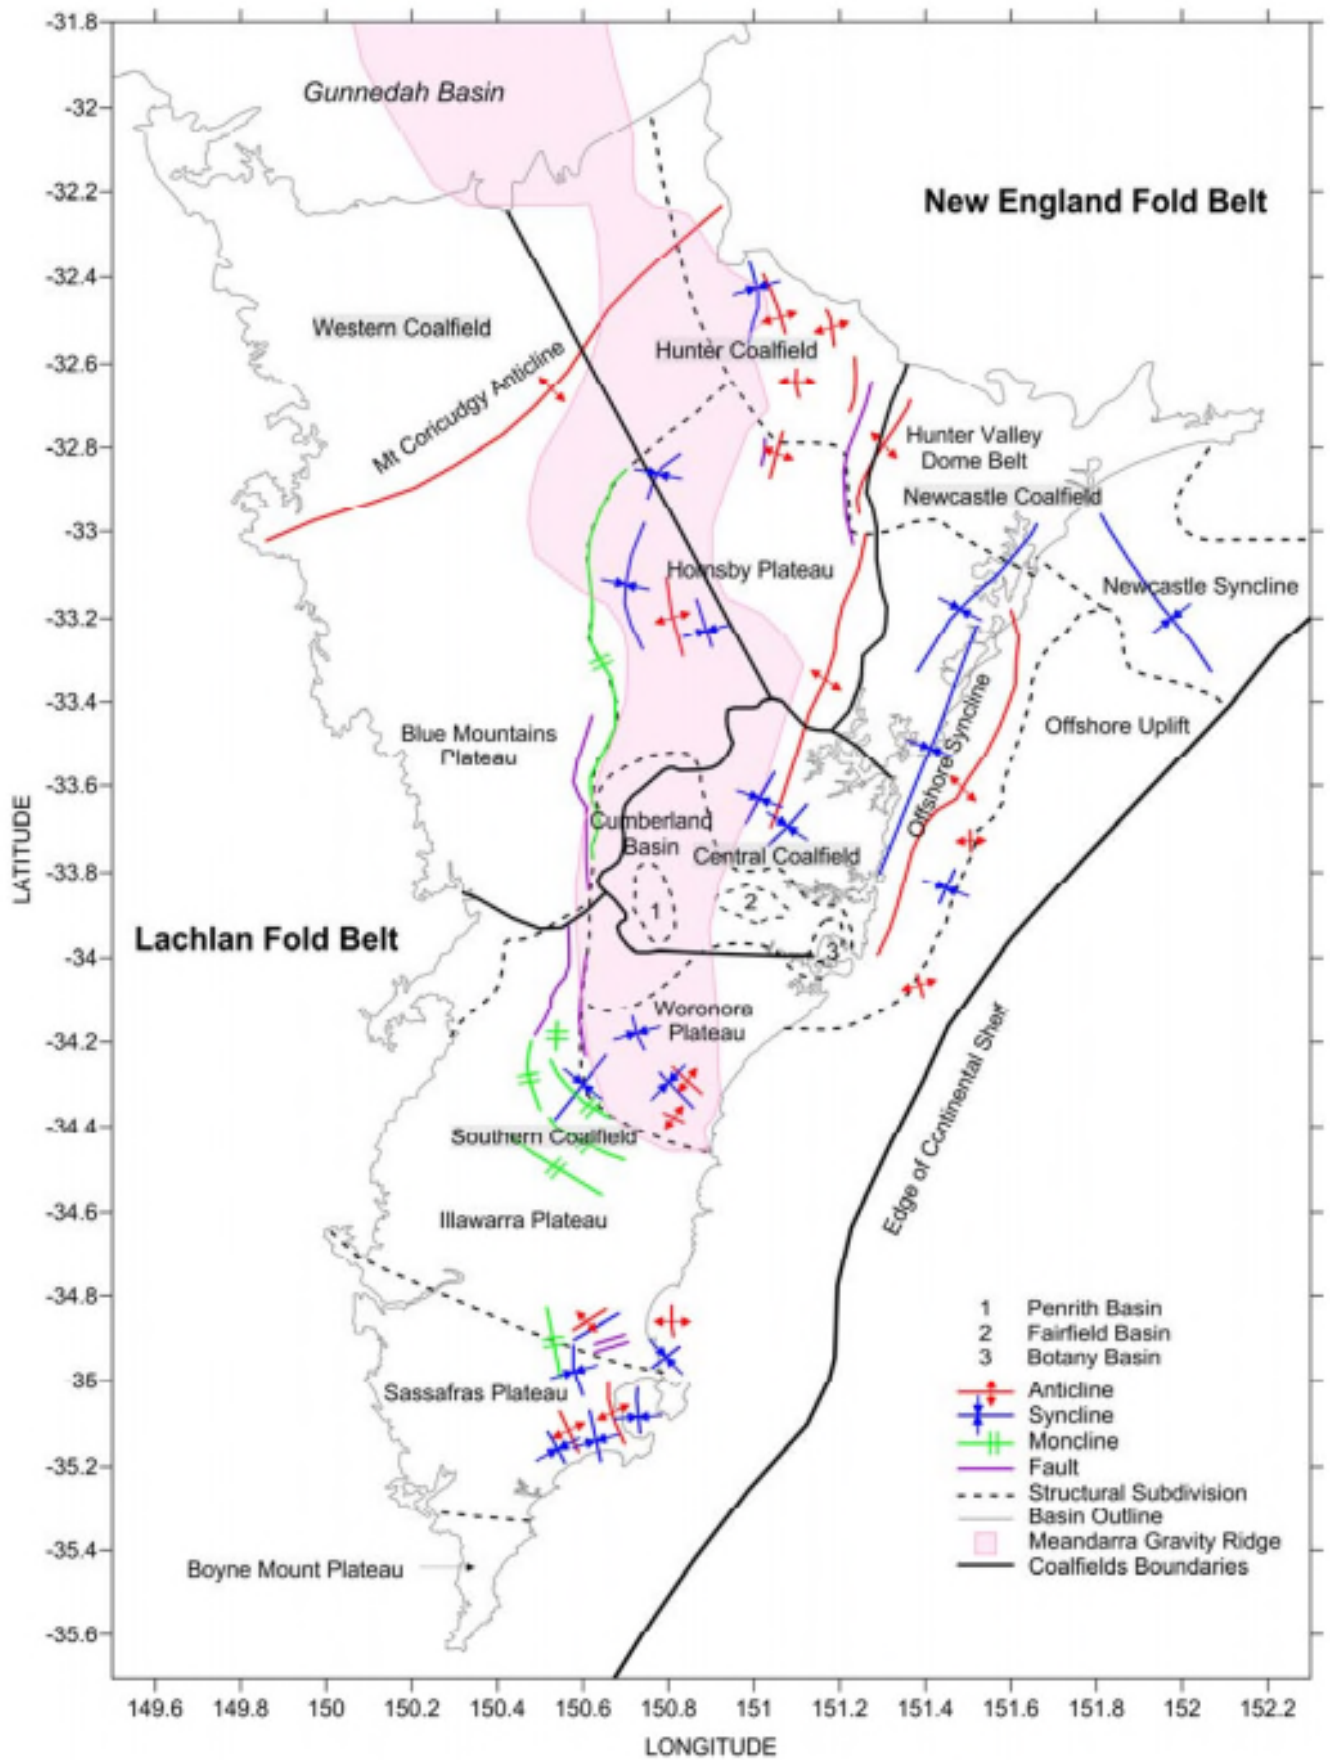 -31.8
-32
-32.2
-32.4
-32.6
-32.8
-33
-33.2
-33.4
-33.6
-33.8
-34
-34.2
-34.4
-34.6
-34.8
35
-35.2
-35.4
-35.6
LATITUDE
Gunnedah Basin
New England Fold Belt
Western Coalfield
Hunter Coalfield
Mt Coricudgy Anticline
Hunter Valley
Dome Belt
Newcastle Coalfield
Hornsby Plateau
Newcastle Syncline
Blue Mountains
Plateau
Offshore Syncline
Offshore Uplift
Cumberland
Basin
Central Coalfield
1
2
3
Lachlan Fold Belt
Woronora
Plateau
Edge of Continental Shelf
Southern Coalfield
Illawarra Plateau
Sassafras Plateau
Boyne Mount Plateau
1 Penrith Basin
2 Fairfield Basin
3 Botany Basin
Anticline
Syncline
Moncline
Fault
Structural Subdivision
Basin Outline
Meandarra Gravity Ridge
Coalfields Boundaries
149.6 149.8 150 150.2 150.4 150.6 150.8 151 151.2 151.4 151.6 151.8 152 152.2
LONGITUDE